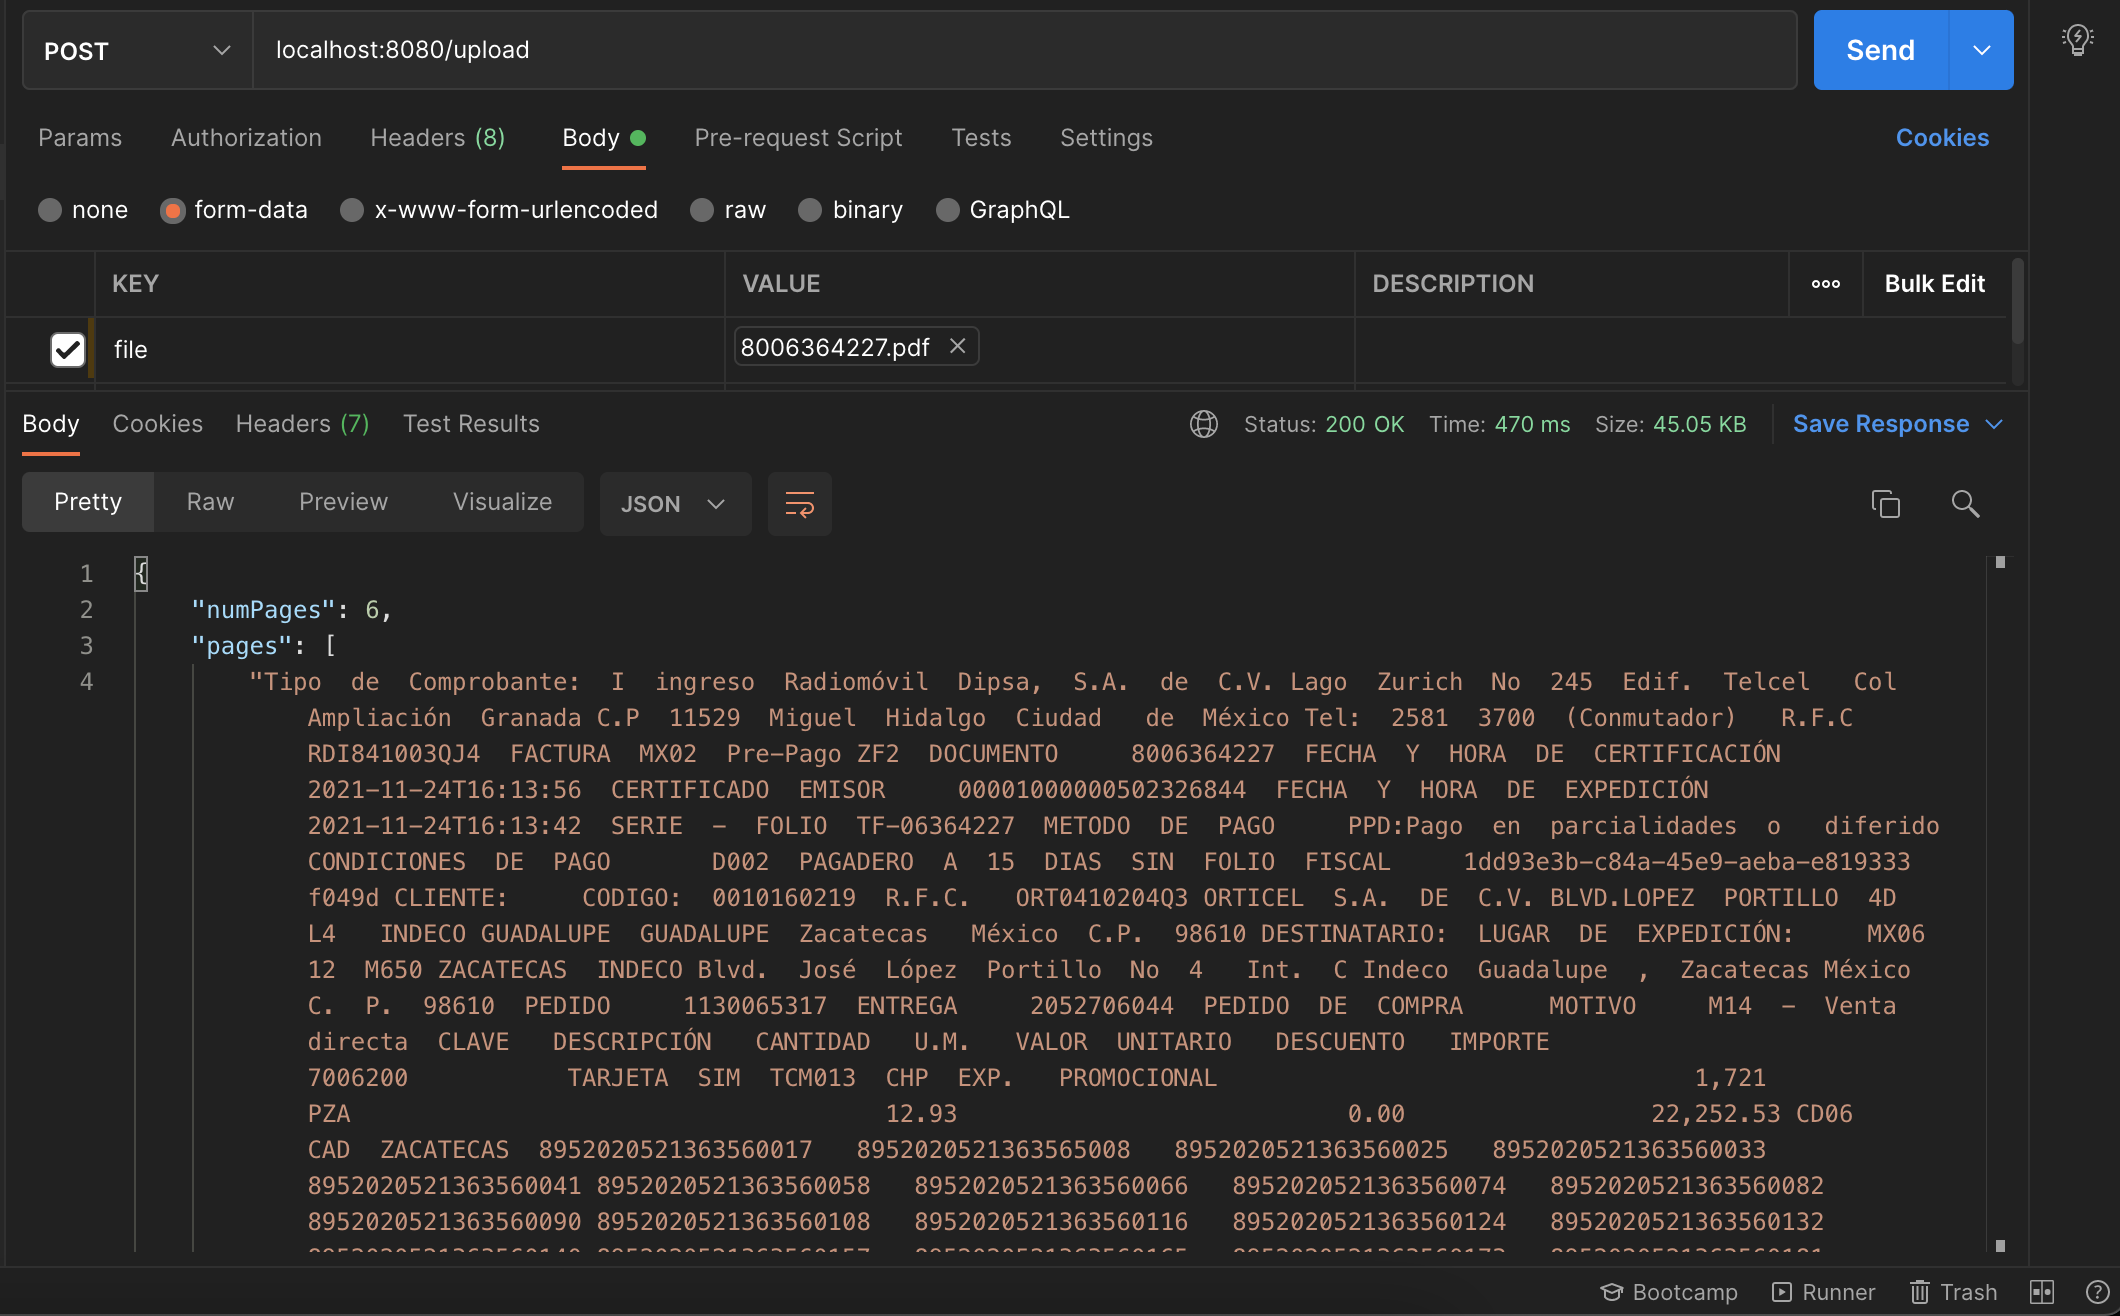 POST localhost:8080/upload Send
Params Authorization Headers (8) Body Pre-request Script Tests Settings Cookies
none form-data x-www-form-urlencoded raw binary GraphQL
KEY VALUE DESCRIPTION ooo Bulk Edit
file 8006364227.pdf
Body Cookies Headers (7) Test Results Status: 200 OK Time: 470 ms Size: 45.05 KB Save Response
Pretty Raw Preview Visualize JSON
1 {
2 "numPages": 6,
3 "pages": [
4 "Tipo de Comprobante: I ingreso Radiomóvil Dipsa, S.A. de C.V. Lago Zurich No 245 Edif. Telcel Col
Ampliación Granada C.P 11529 Miguel Hidalgo Ciudad de México Tel: 2581 3700 (Conmutador) R.F.C
RDI841003QJ4 FACTURA MX02 Pre-Pago ZF2 DOCUMENTO 8006364227 FECHA Y HORA DE CERTIFICACIÓN
2021-11-24T16:13:56 CERTIFICADO EMISOR 00001000000502326844 FECHA Y HORA DE EXPEDICIÓN
2021-11-24T16:13:42 SERIE - FOLIO TF-06364227 METODO DE PAGO PPD:Pago en parcialidades o diferido
CONDICIONES DE PAGO D002 PAGADERO A 15 DIAS SIN FOLIO FISCAL 1dd93e3b-c84a-45e9-aeba-e819333
f049d CLIENTE: CODIGO: 0010160219 R.F.C. ORT0410204Q3 ORTICEL S.A. DE C.V. BLVD.LOPEZ PORTILLO 4D
L4 INDECO GUADALUPE GUADALUPE Zacatecas México C.P. 98610 DESTINATARIO: LUGAR DE EXPEDICIÓN: MX06
12 M650 ZACATECAS INDECO Blvd. José López Portillo No 4 Int. C Indeco Guadalupe , Zacatecas México
C. P. 98610 PEDIDO 1130065317 ENTREGA 2052706044 PEDIDO DE COMPRA MOTIVO M14 - Venta
directa CLAVE DESCRIPCIÓN CANTIDAD U.M. VALOR UNITARIO DESCUENTO IMPORTE
7006200 TARJETA SIM TCM013 CHP EXP. PROMOCIONAL 1,721
PZA 12.93 0.00 22,252.53 CD06
CAD ZACATECAS 8952020521363560017 8952020521363565008 8952020521363560025 8952020521363560033
8952020521363560041 8952020521363560058 8952020521363560066 8952020521363560074 8952020521363560082
8952020521363560090 8952020521363560108 8952020521363560116 8952020521363560124 8952020521363560132
Bootcamp Runner Trash